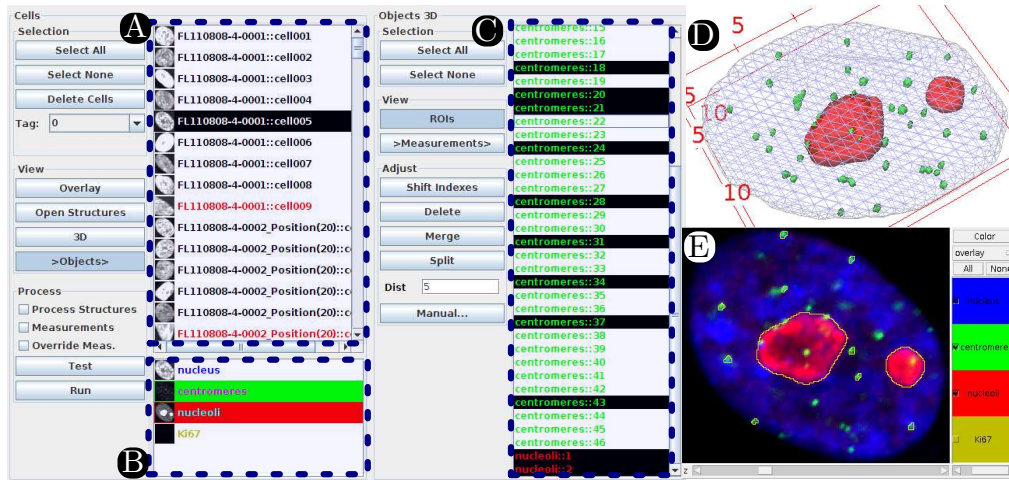 Cells
Selection
Select All
Select None
Delete Cells
Tag: 0
View
Overlay
Open Structures
3D
>Objects>
Process
Process Structures
Measurements
Override Meas.
Test
Run
A
FL110808-4-0001::cell001
FL110808-4-0001::cell002
FL110808-4-0001::cell003
FL110808-4-0001::cell004
FL110808-4-0001::cell005
FL110808-4-0001::cell006
FL110808-4-0001::cell007
FL110808-4-0001::cell008
FL110808-4-0001::cell009
FL110808-4-0002_Position(20)::c
FL110808-4-0002_Position(20)::c
FL110808-4-0002_Position(20)::c
FL110808-4-0002_Position(20)::c
FL110808-4-0002_Position(20)::c
FL110808-4-0002_Position(20)::c
B
nucleus
centromeres
nucleoli
Ki67
Objects 3D
Selection
Select All
Select None
View
ROIs
>Measurements>
Adjust
Shift Indexes
Delete
Merge
Split
Dist 5
Manual...
C
centromeres::15
centromeres::16
centromeres::17
centromeres::18
centromeres::19
centromeres::20
centromeres::21
centromeres::22
centromeres::23
centromeres::24
centromeres::25
centromeres::26
centromeres::27
centromeres::28
centromeres::29
centromeres::30
centromeres::31
centromeres::32
centromeres::33
centromeres::34
centromeres::35
centromeres::36
centromeres::37
centromeres::38
centromeres::39
centromeres::40
centromeres::41
centromeres::42
centromeres::43
centromeres::44
centromeres::45
centromeres::46
nucleoli::1
nucleoli::2
D
5
5
10
5
10
E
z
Color
overlay
All None
nucleus
centromere
nucleoli
Ki67